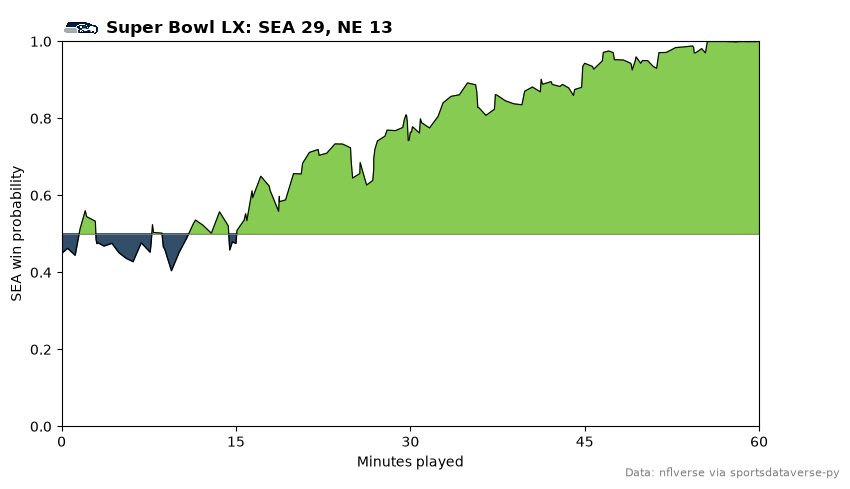 Super Bowl LX: SEA 29, NE 13
1.0
0.8
0.6
0.4
0.2
0.0
SEA win probability
0
15
30
45
60
Minutes played
Data: nflverse via sportsdataverse-py